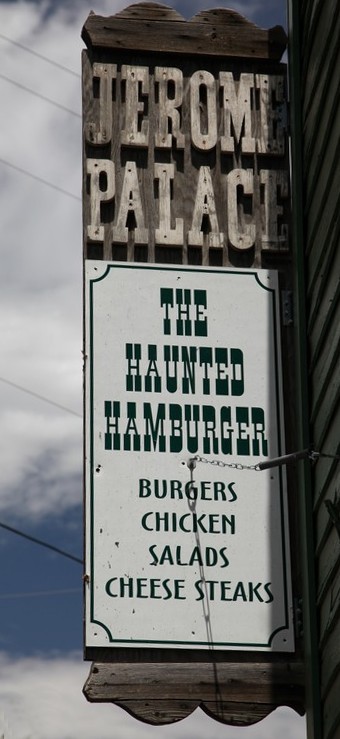 JEROME
PALACE
THE
HAUNTED
HAMBURGER
BURGERS
CHICKEN
SALADS
CHEESE STEAKS